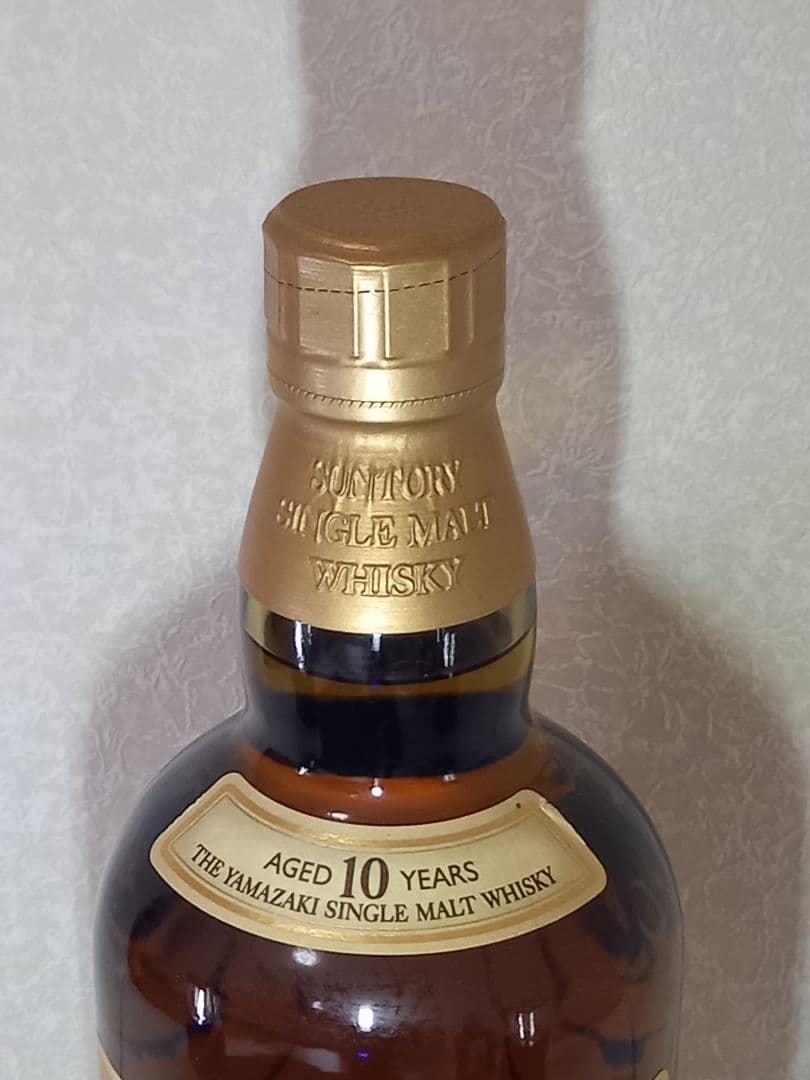 SUNTORY
SINGLE MALT
WHISKY
AGED 10 YEARS
THE YAMAZAKI SINGLE MALT WHISKY